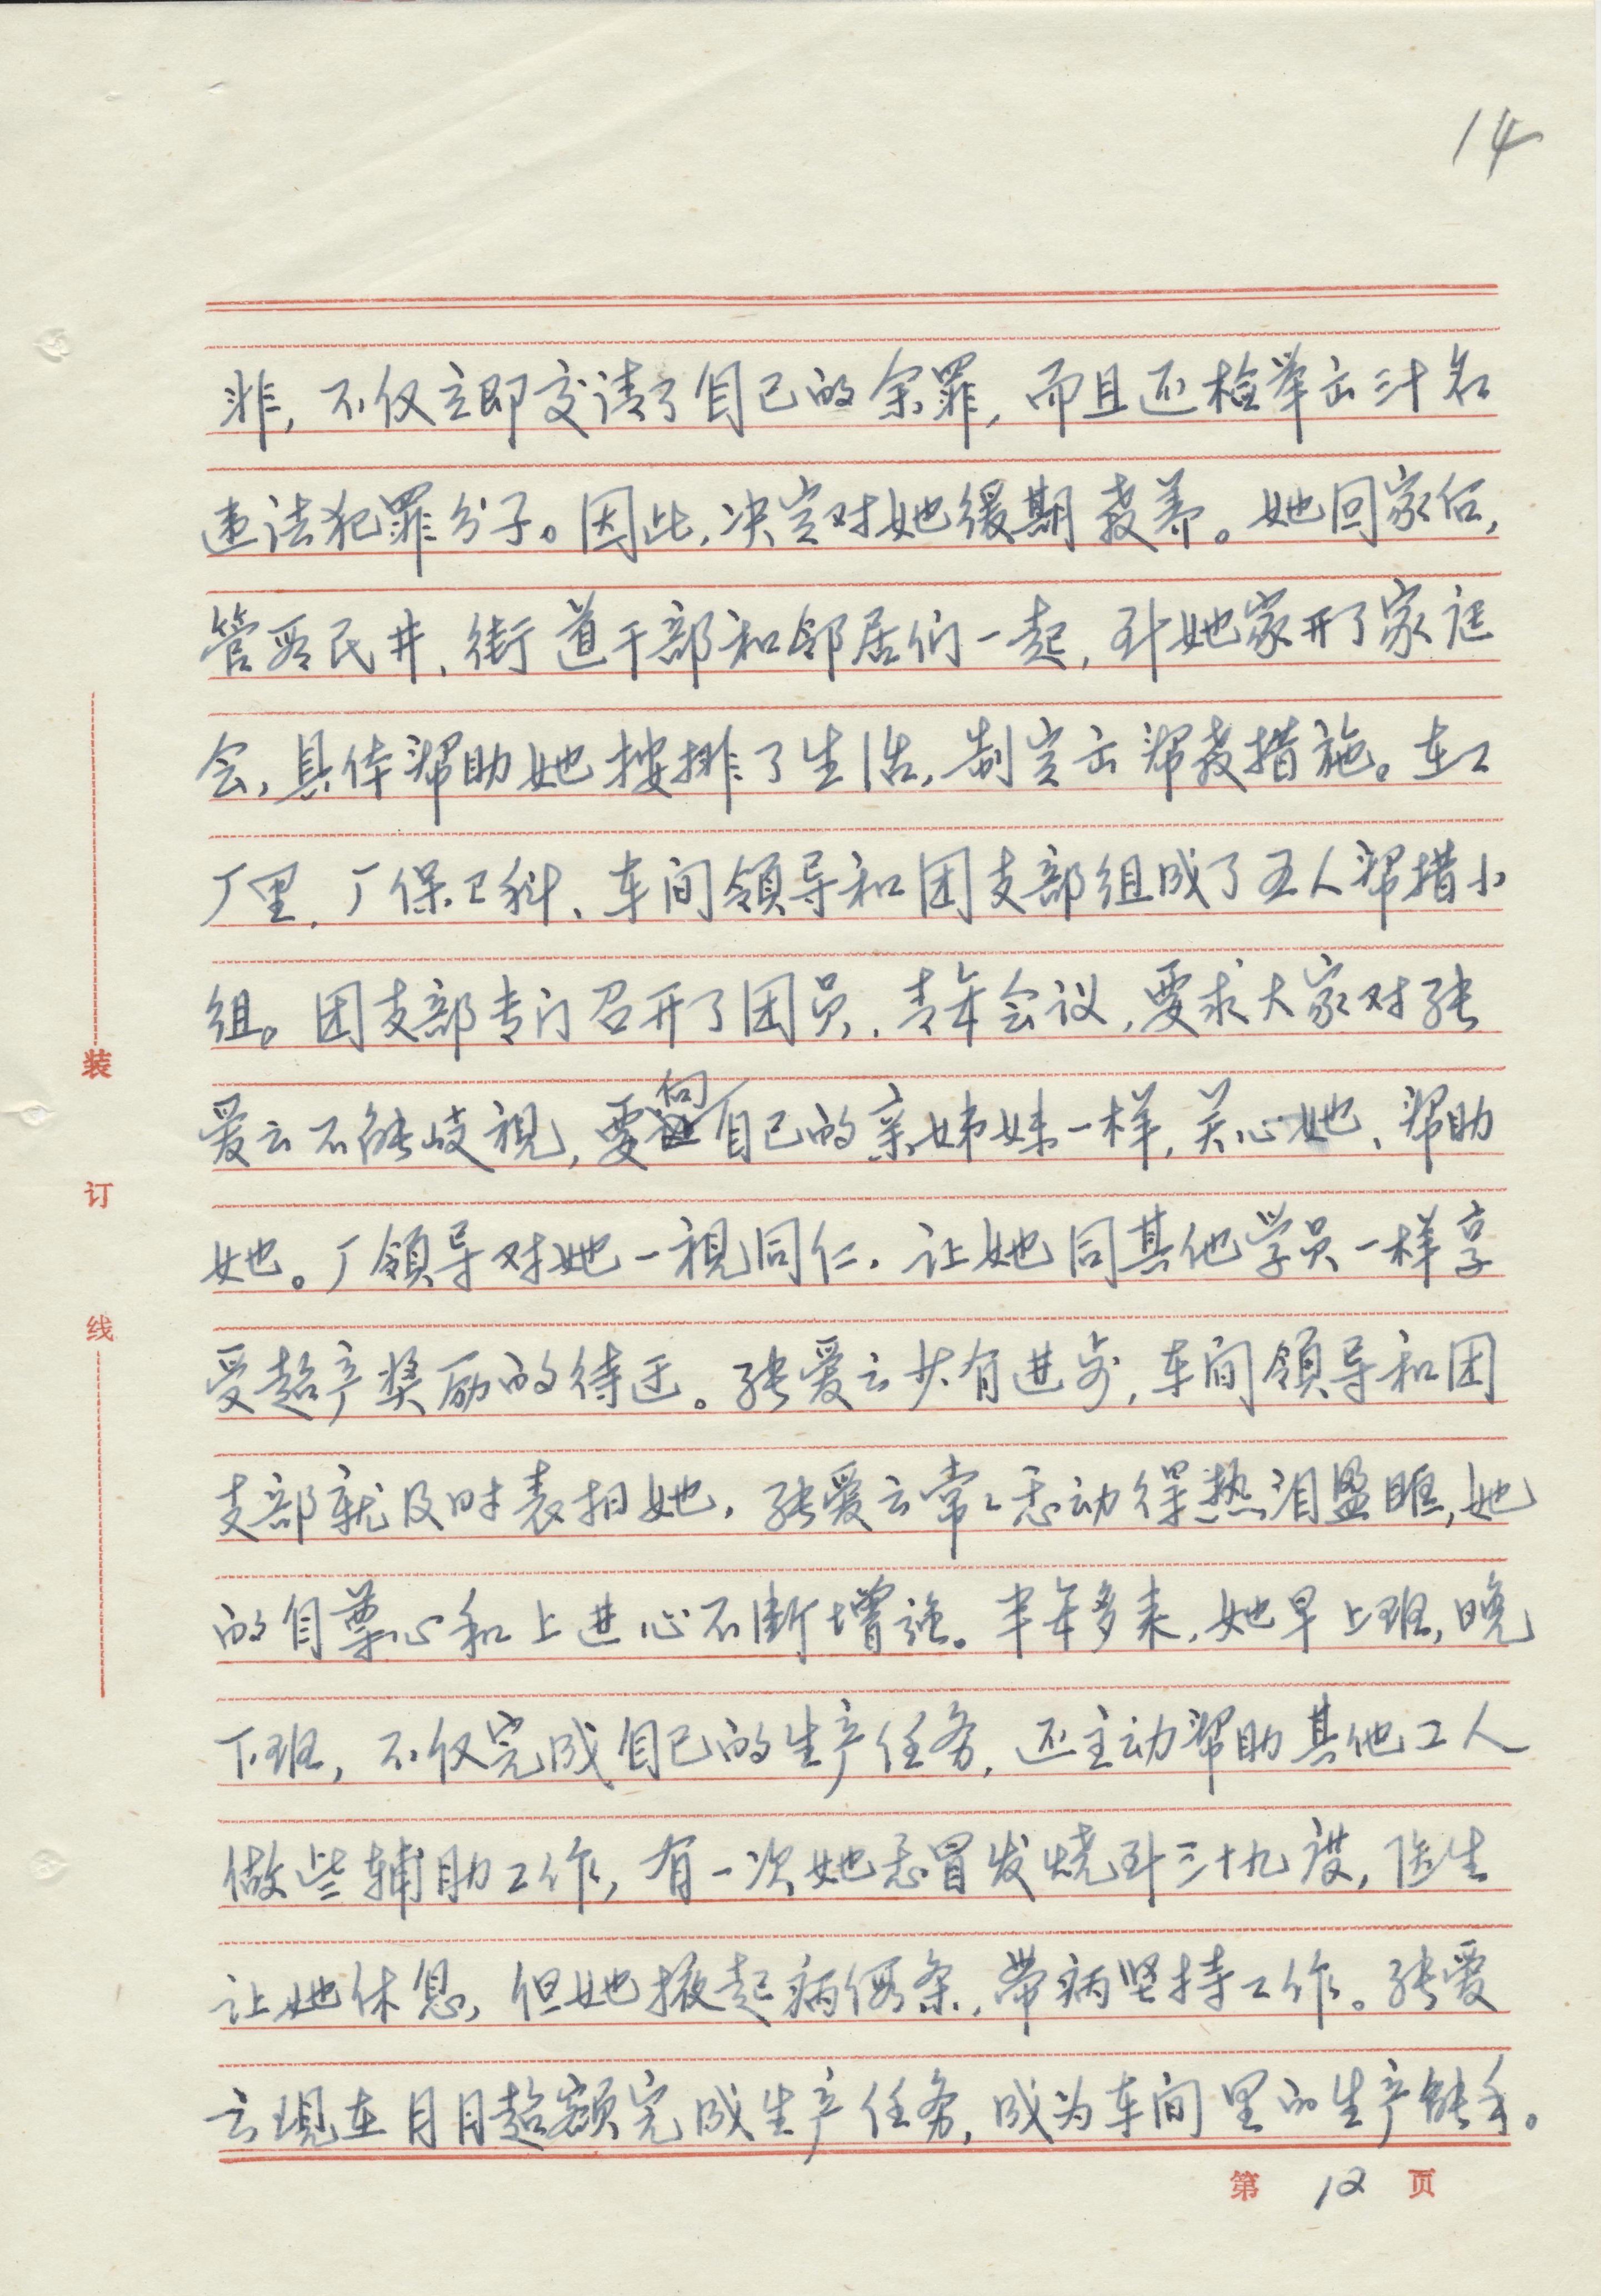 14
非，不仅立即交清了自己的余罪，而且还检举出三十名
违法犯罪分子。因此，决定对她缓期教养。她回家后，
管段民井、街道干部和邻居们一起，到她家开了家庭
会，具体帮助她按排了生活，制定出帮教措施。在工
厂里，厂保卫科、车间领导和团支部组成了五人帮措小
组。团支部专门召开了团员、青年会议，要求大家对张
爱云不能岐视，要向自己的亲姊妹一样，关心她、帮助
她。厂领导对她一视同仁，让她同其他学员一样享
受超产奖励的待迂。张爱云少有进步，车间领导和团
支部就及时表扬她，张爱云常々感动得热泪盈眶，她
的自尊心和上进心不断增强。半年多来，她早上班，晚
下班，不仅完成自己的生产任务，还主动帮助其他工人
做些辅助工作，有一次她感冒发烧到三十九度，医生
让她休息，但她掖起病假条，带病坚持工作。张爱
云现在月月超额完成生产任务，成为车间里的生产能手。
装订线
第 12 页